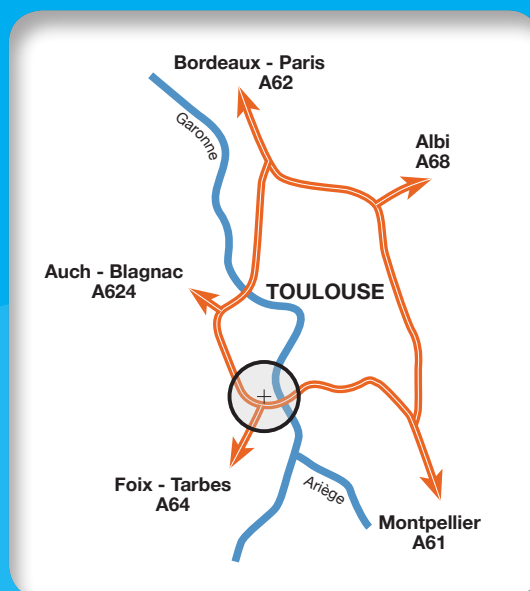 Bordeaux - Paris
A62
Garonne
Albi
A68
Auch - Blagnac
A624
TOULOUSE
Foix - Tarbes
A64
Ariège
Montpellier
A61